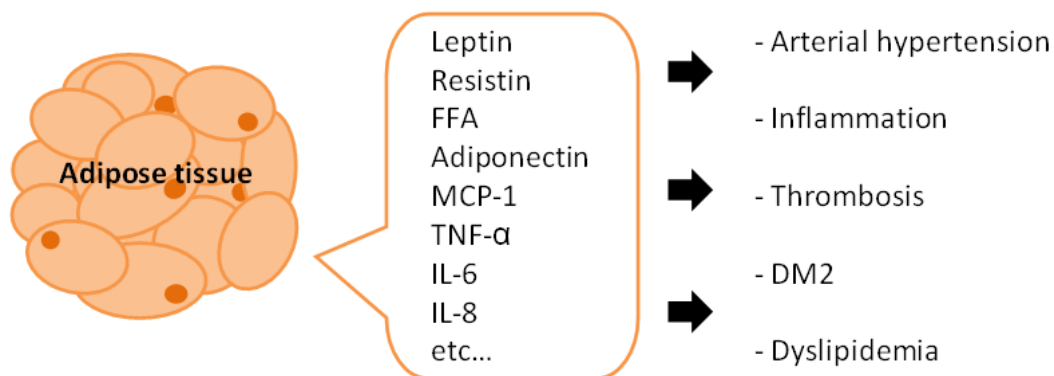 Adipose tissue
Leptin
Resistin
FFA
Adiponectin
MCP-1
TNF-α
IL-6
IL-8
etc...
- Arterial hypertension
- Inflammation
- Thrombosis
- DM2
- Dyslipidemia